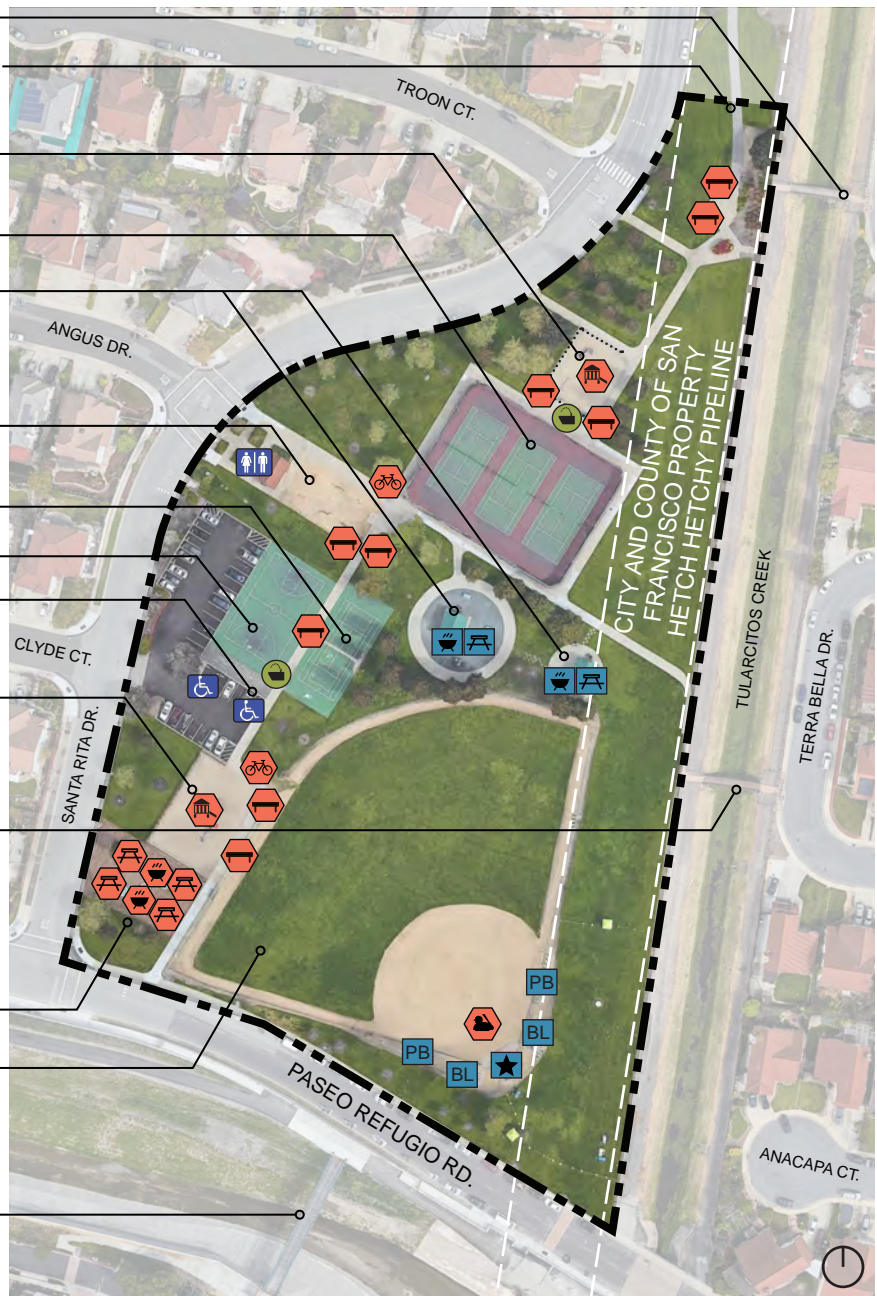 TROON CT.
ANGUS DR.
CITY AND COUNTY OF SAN
FRANCISCO PROPERTY
HETCH HETCHY PIPELINE
TULARCITOS CREEK
TERRA BELLA DR.
CLYDE CT.
SANTA RITA DR.
PB
BL
PB
BL
PASEO REFUGIO RD.
ANACAPA CT.